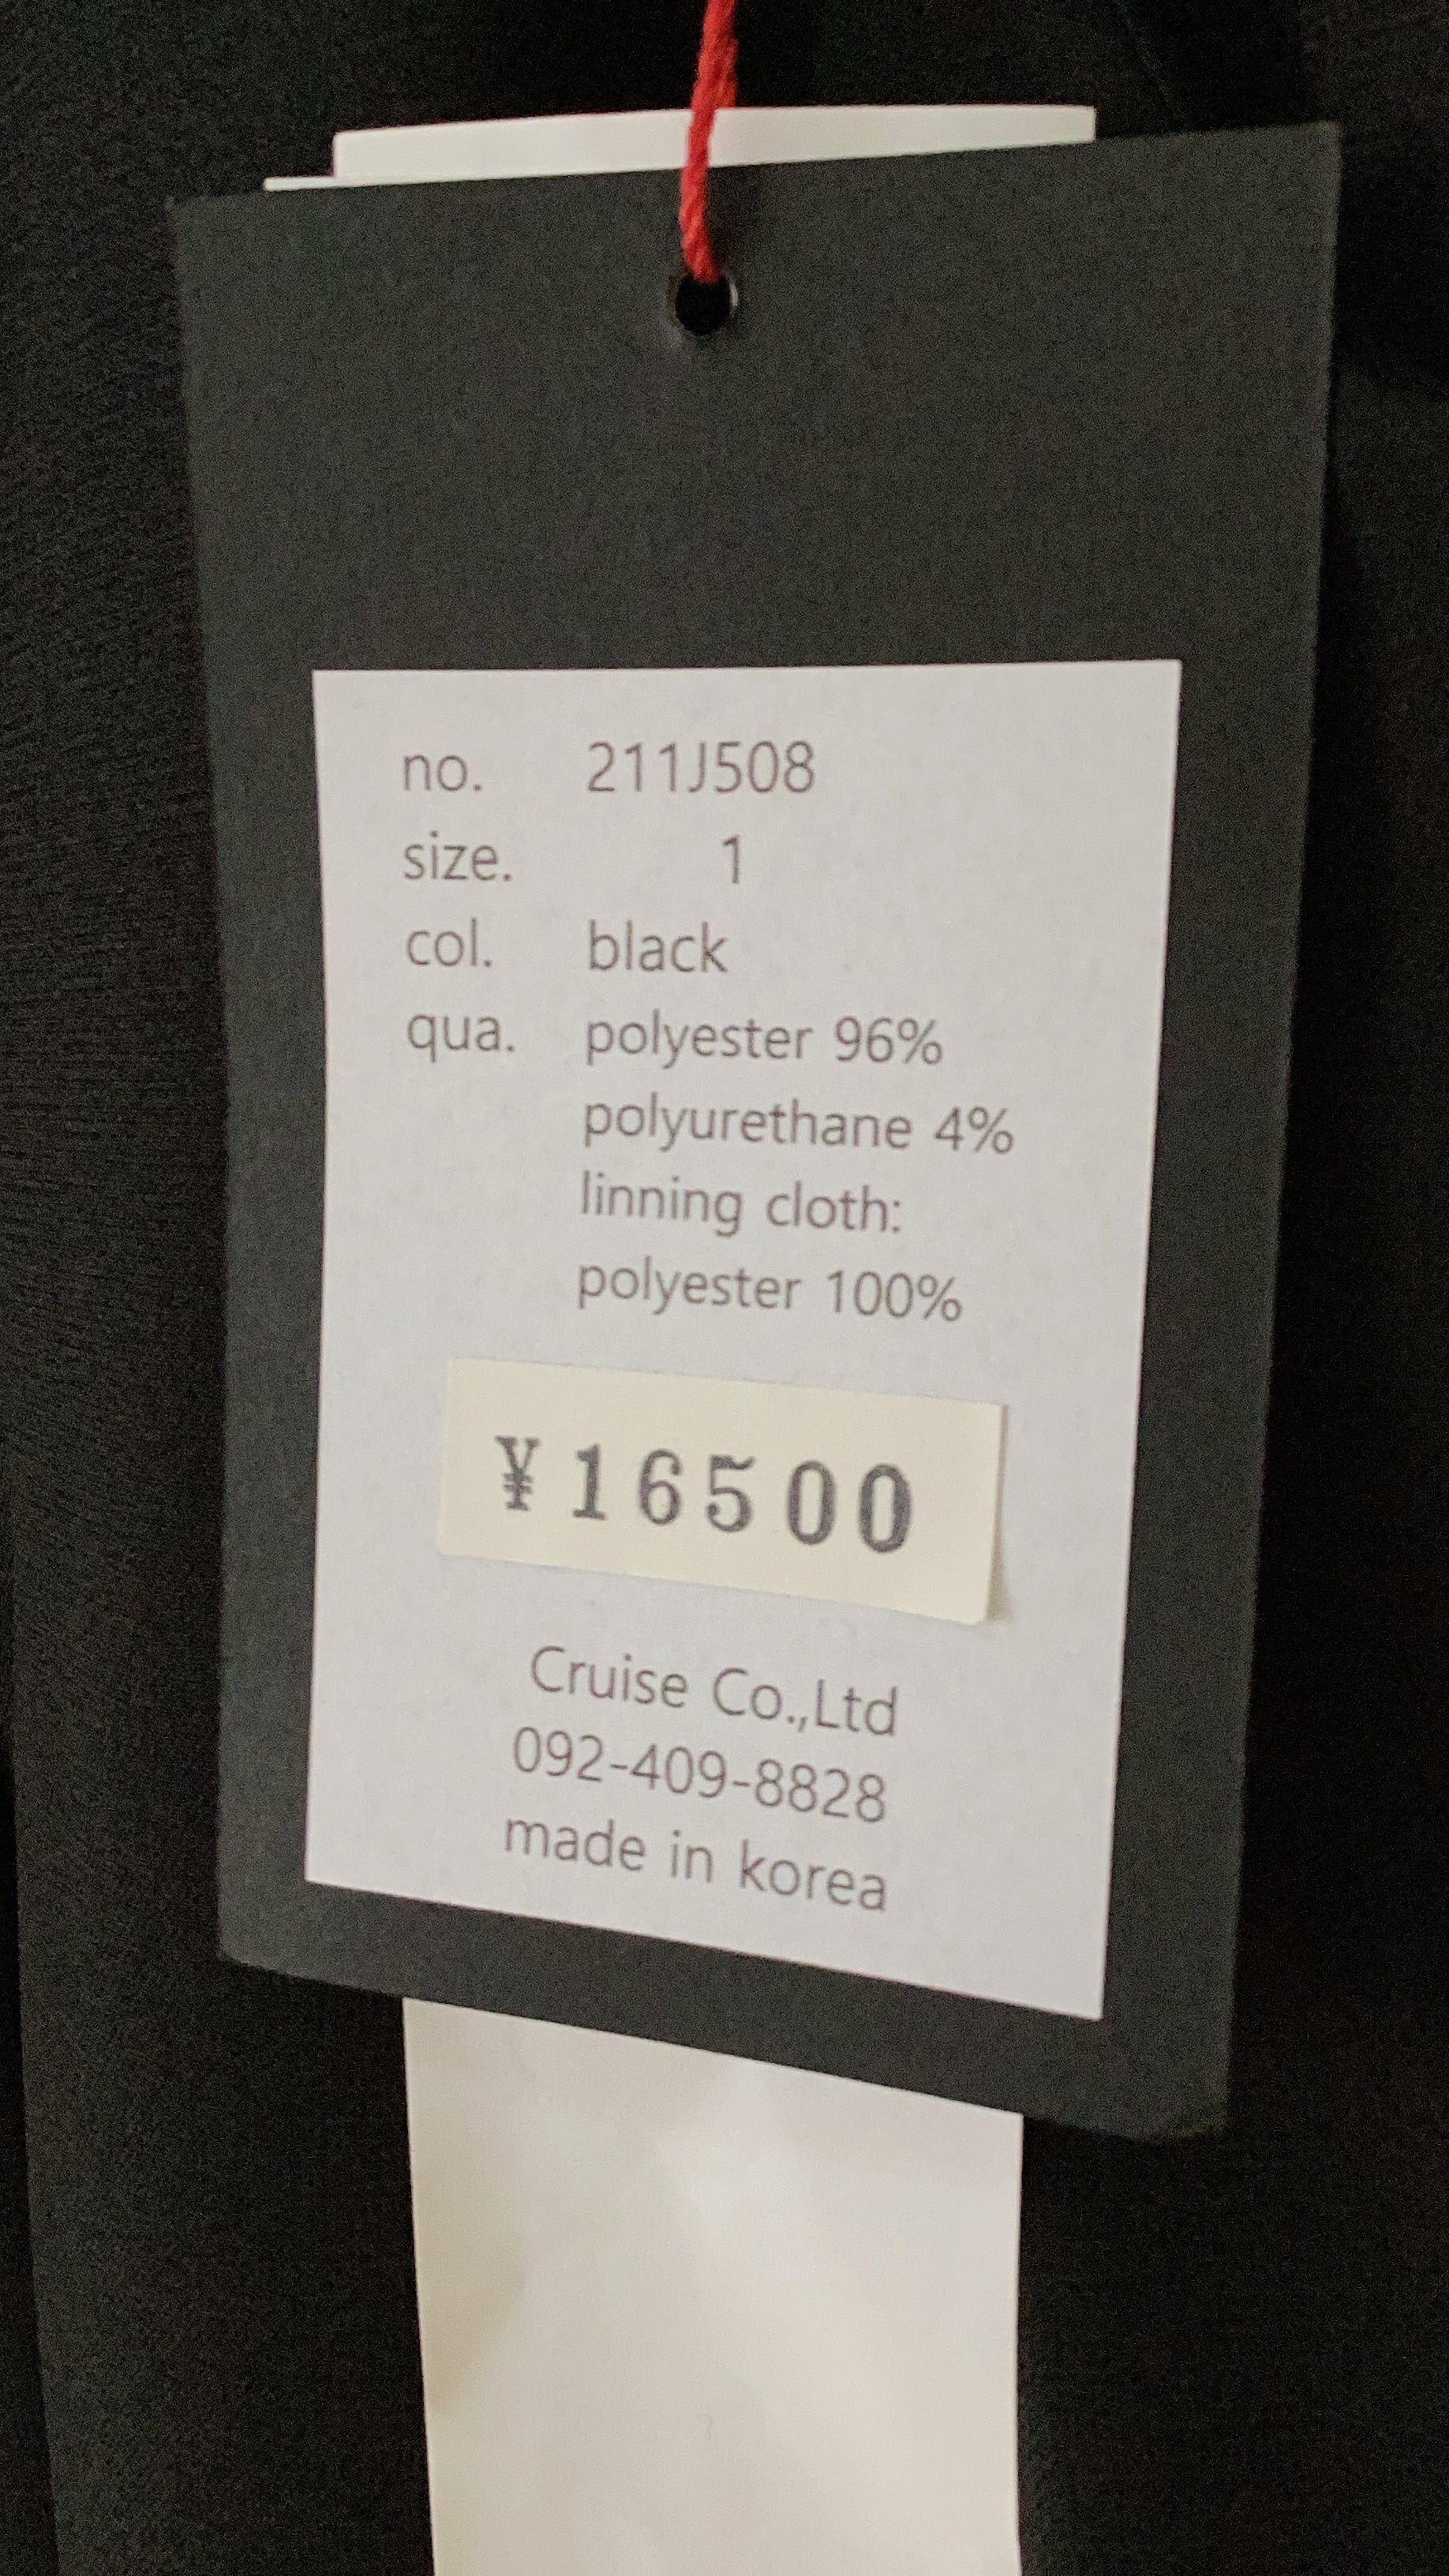 no. 211J508
size. 1
col. black
qua. polyester 96%
polyurethane 4%
linning cloth:
polyester 100%
¥16500
Cruise Co.,Ltd
092-409-8828
made in korea